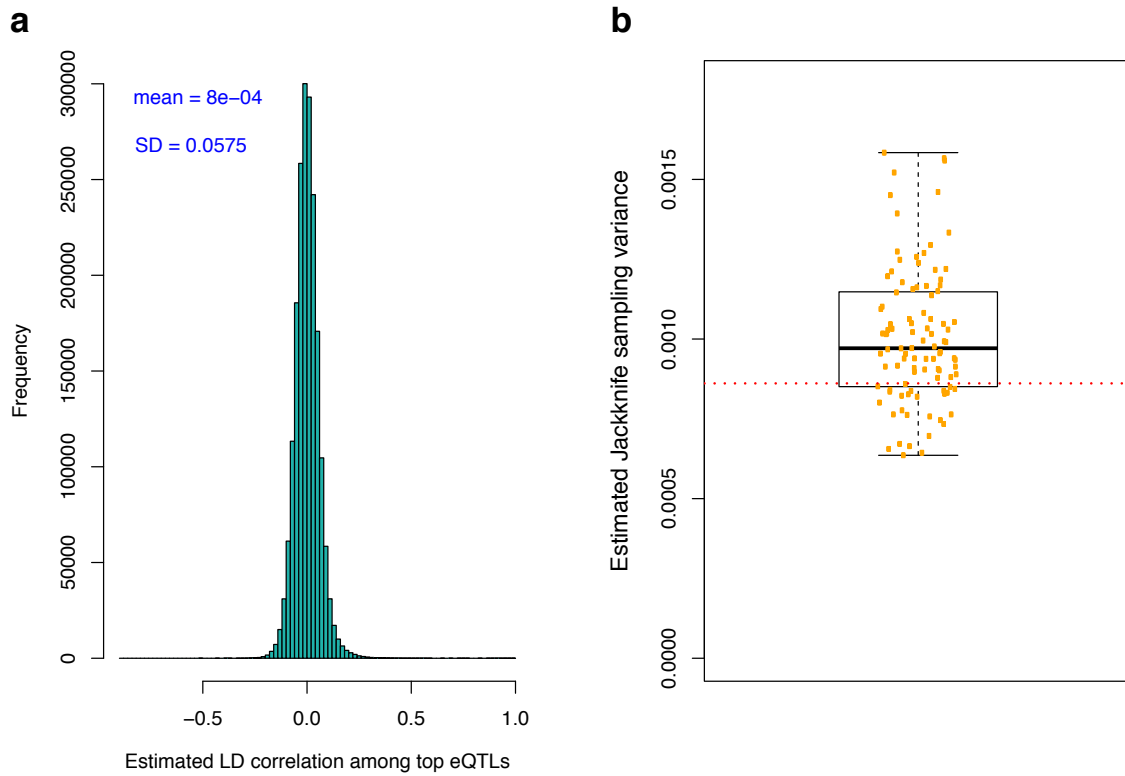 a
mean = 8e−04
SD = 0.0575
Frequency
300000
250000
200000
150000
100000
50000
0
−0.5
0.0
0.5
1.0
Estimated LD correlation among top eQTLs
b
Estimated Jackknife sampling variance
0.0015
0.0010
0.0005
0.0000